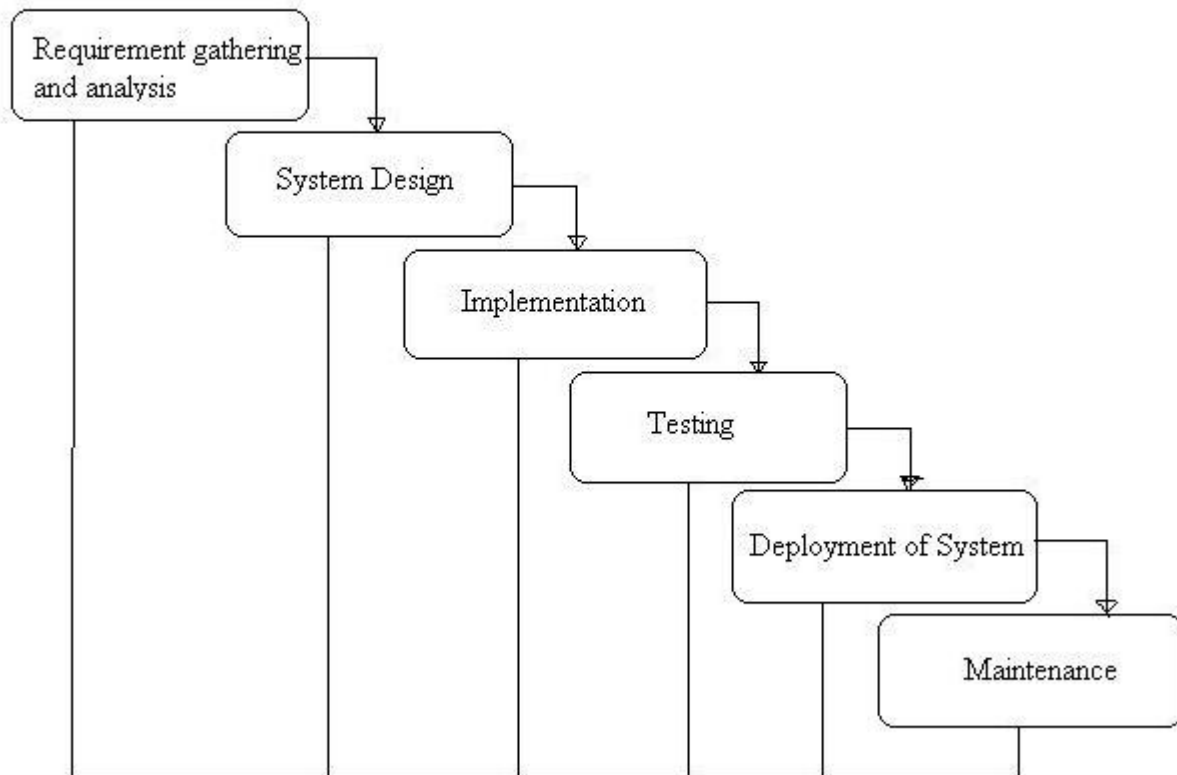 Requirement gathering
and analysis
System Design
Implementation
Testing
Deployment of System
Maintenance